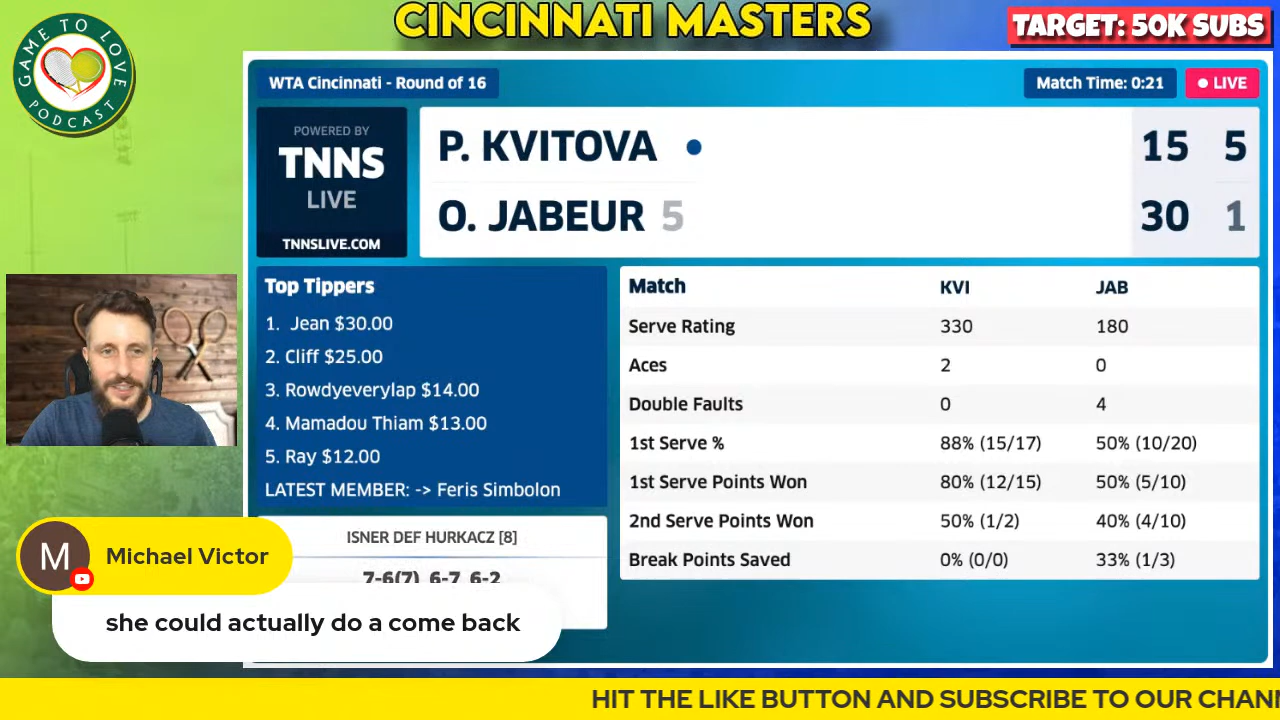 CINCINNATI MASTERS
TARGET: 50K SUBS
GAME TO LOVE
PODCAST
WTA Cincinnati - Round of 16
Match Time: 0:21
LIVE
POWERED BY
TNNS
LIVE
TNNSLIVE.COM
P. KVITOVA 15 5
O. JABEUR 5 30 1
Top Tippers
1. Jean $30.00
2. Cliff $25.00
3. Rowdyeverylap $14.00
4. Mamadou Thiam $13.00
5. Ray $12.00
LATEST MEMBER: -> Feris Simbolon
Match KVI JAB
Serve Rating 330 180
Aces 2 0
Double Faults 0 4
1st Serve % 88% (15/17) 50% (10/20)
1st Serve Points Won 80% (12/15) 50% (5/10)
2nd Serve Points Won 50% (1/2) 40% (4/10)
Break Points Saved 0% (0/0) 33% (1/3)
ISNER DEF HURKACZ [8]
7-6(7) 6-7 6-2
M
Michael Victor
she could actually do a come back
HIT THE LIKE BUTTON AND SUBSCRIBE TO OUR CHAN